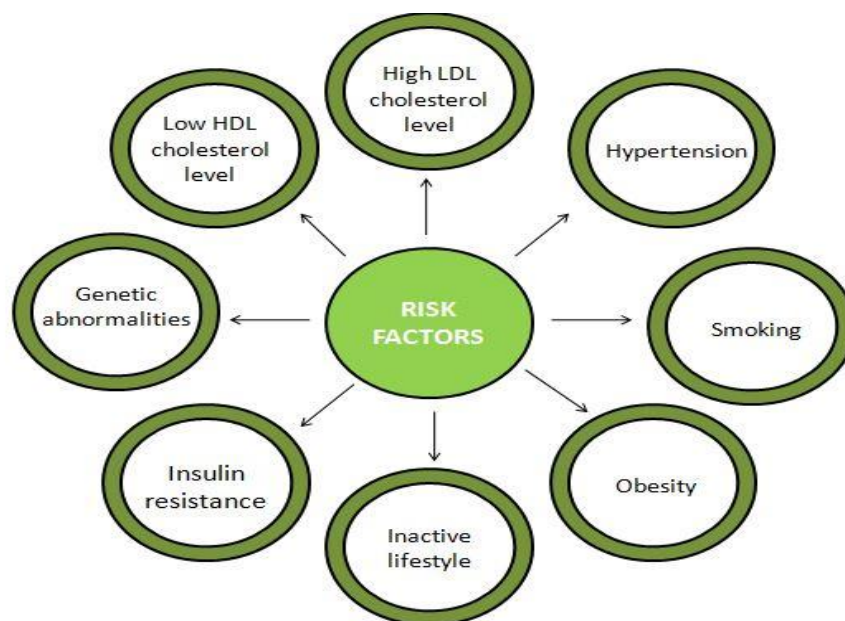 High LDL
cholesterol
level
Low HDL
cholesterol
level
Hypertension
Genetic
abnormalities
RISK
FACTORS
Smoking
Insulin
resistance
Obesity
Inactive
lifestyle